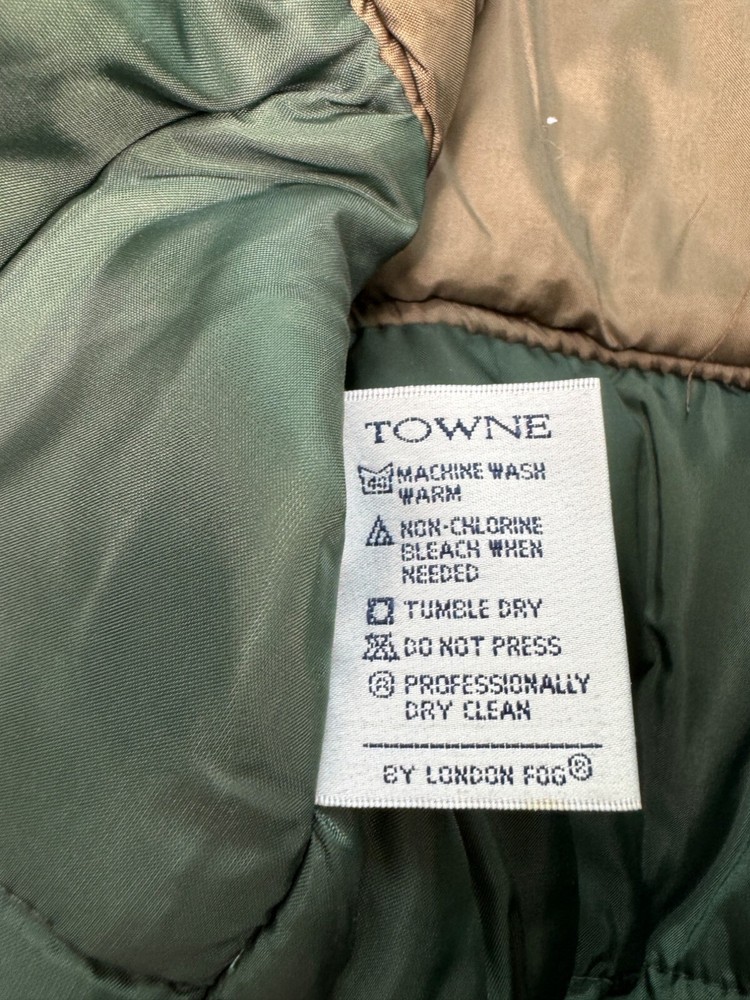 TOWNE
MACHINE WASH
WARM
NON-CHLORINE
BLEACH WHEN
NEEDED
TUMBLE DRY
DO NOT PRESS
PROFESSIONALLY
DRY CLEAN
BY LONDON FOG®